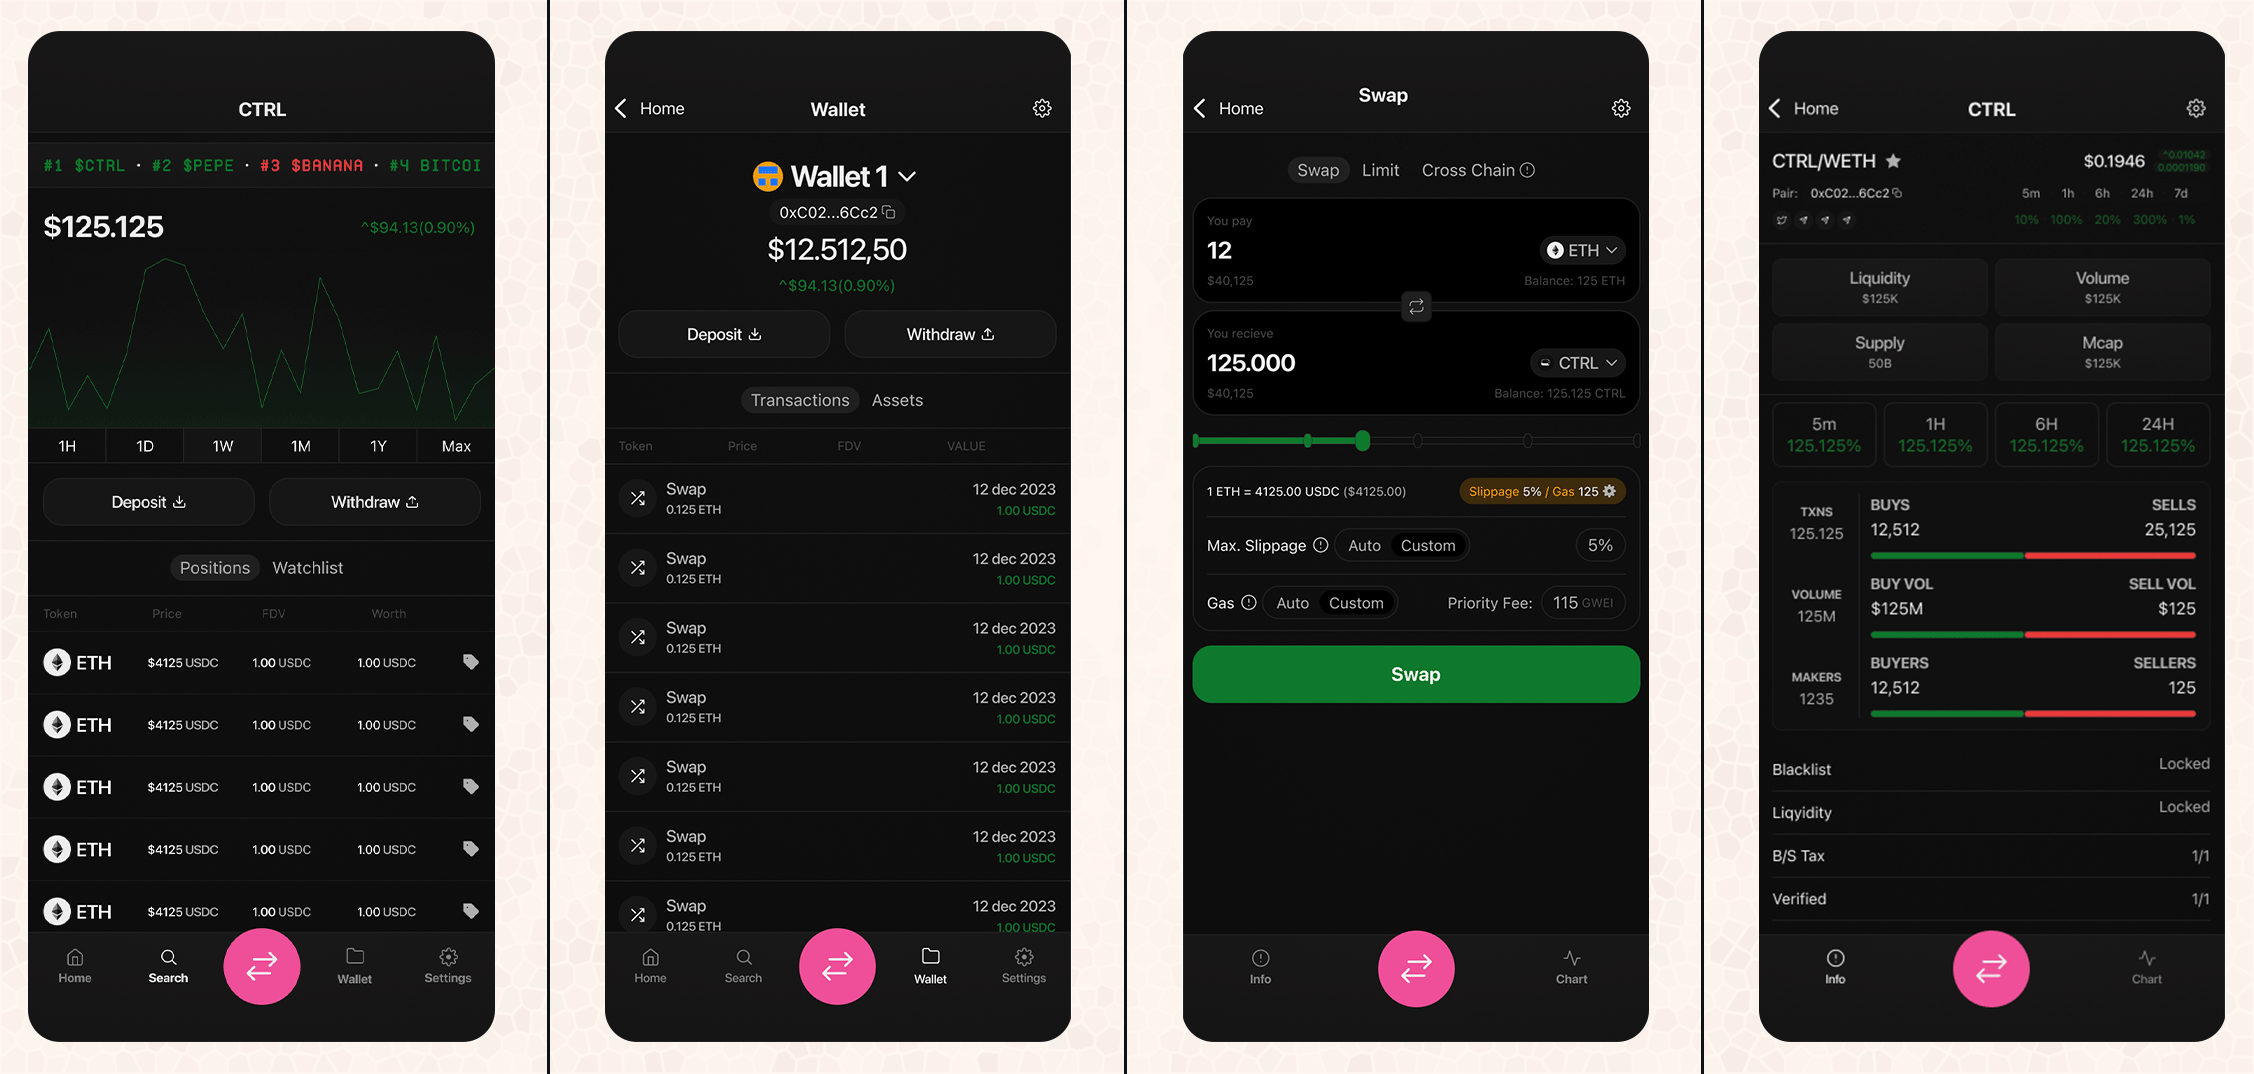 CTRL
#1 $CTRL · #2 $PEPE · #3 $BANANA · #4 BITCOI
$125.125
^$94.13(0.90%)
1H 1D 1W 1M 1Y Max
Deposit Withdraw
Positions Watchlist
Token Price FDV Worth
ETH $4125 USDC 1.00 USDC 1.00 USDC
ETH $4125 USDC 1.00 USDC 1.00 USDC
ETH $4125 USDC 1.00 USDC 1.00 USDC
ETH $4125 USDC 1.00 USDC 1.00 USDC
ETH $4125 USDC 1.00 USDC 1.00 USDC
Home Search Wallet Settings
Home Wallet
Wallet 1
0xC02...6Cc2
$12.512,50
^$94.13(0.90%)
Deposit Withdraw
Transactions Assets
Token Price FDV VALUE
Swap 12 dec 2023
0.125 ETH 1.00 USDC
Swap 12 dec 2023
0.125 ETH 1.00 USDC
Swap 12 dec 2023
0.125 ETH 1.00 USDC
Swap 12 dec 2023
0.125 ETH 1.00 USDC
Swap 12 dec 2023
0.125 ETH 1.00 USDC
Swap 12 dec 2023
0.125 ETH 1.00 USDC
Swap 12 dec 2023
0.125 ETH 1.00 USDC
Home Search Wallet Settings
Home Swap
Swap Limit Cross Chain
You pay
12 ETH
$40,125 Balance: 125 ETH
You recieve
125.000 CTRL
$40,125 Balance: 125.125 CTRL
1 ETH = 4125.00 USDC ($4125.00) Slippage 5% / Gas 125
Max. Slippage Auto Custom 5%
Gas Auto Custom Priority Fee: 115 GWEI
Swap
Info Chart
Home CTRL
CTRL/WETH $0.1946 ^0.01042
0.0001190
Pair: 0xC02...6Cc2 5m 1h 6h 24h 7d
10% 100% 20% 300% 1%
Liquidity Volume
$125K $125K
Supply Mcap
50B $125K
5m 1H 6H 24H
125.125% 125.125% 125.125% 125.125%
TXNS BUYS SELLS
125.125 12,512 25,125
VOLUME BUY VOL SELL VOL
125M $125M $125
MAKERS BUYERS SELLERS
1235 12,512 125
Blacklist Locked
Liqyidity Locked
B/S Tax 1/1
Verified 1/1
Info Chart